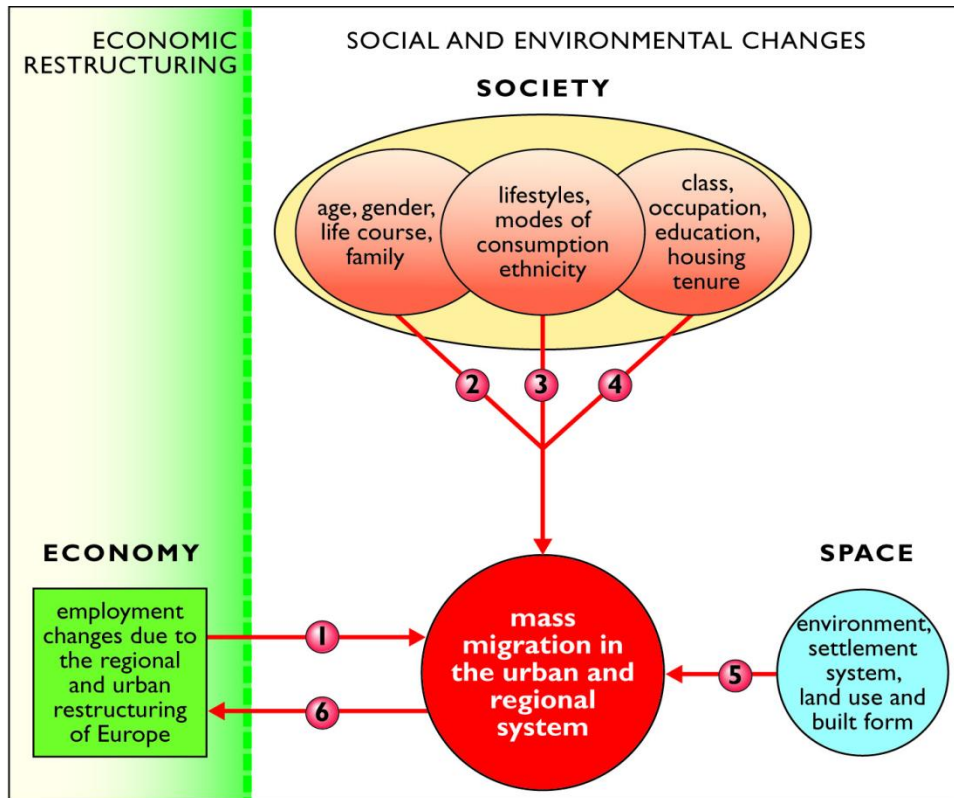 ECONOMIC
RESTRUCTURING
SOCIAL AND ENVIRONMENTAL CHANGES
SOCIETY
age, gender,
life course,
family
lifestyles,
modes of
consumption
ethnicity
class,
occupation,
education,
housing
tenure
2
3
4
ECONOMY
employment
changes due to
the regional
and urban
restructuring
of Europe
1
6
mass
migration in
the urban and
regional
system
5
SPACE
environment,
settlement
system,
land use and
built form